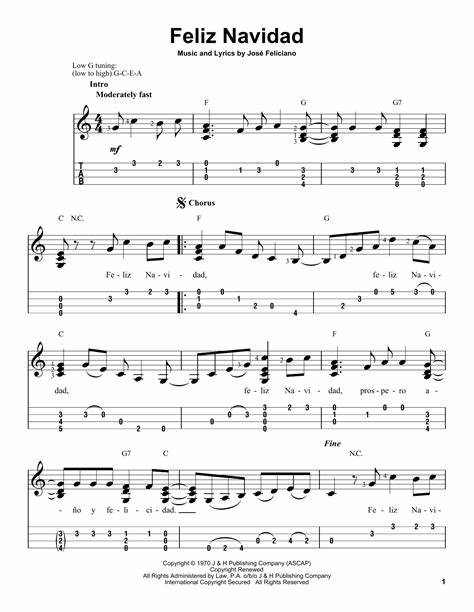 Feliz Navidad
Music and Lyrics by José Feliciano
Low G tuning:
(low to high) G-C-E-A
Intro
Moderately fast
F G G7
mf
C N.C. Chorus F G
Fe - liz Na - vi - dad, fe - liz Na - vi -
C F G
dad, fe - liz Na - vi - dad, pros - pe - ro a -
Fine
C G7 C N.C.
- ño y fe - li - ci - dad. Fe - liz Na - vi -
Copyright © 1970 J & H Publishing Company (ASCAP)
Copyright Renewed
All Rights Administered by Law, P.A. o/b/o J & H Publishing Company
International Copyright Secured All Rights Reserved
1